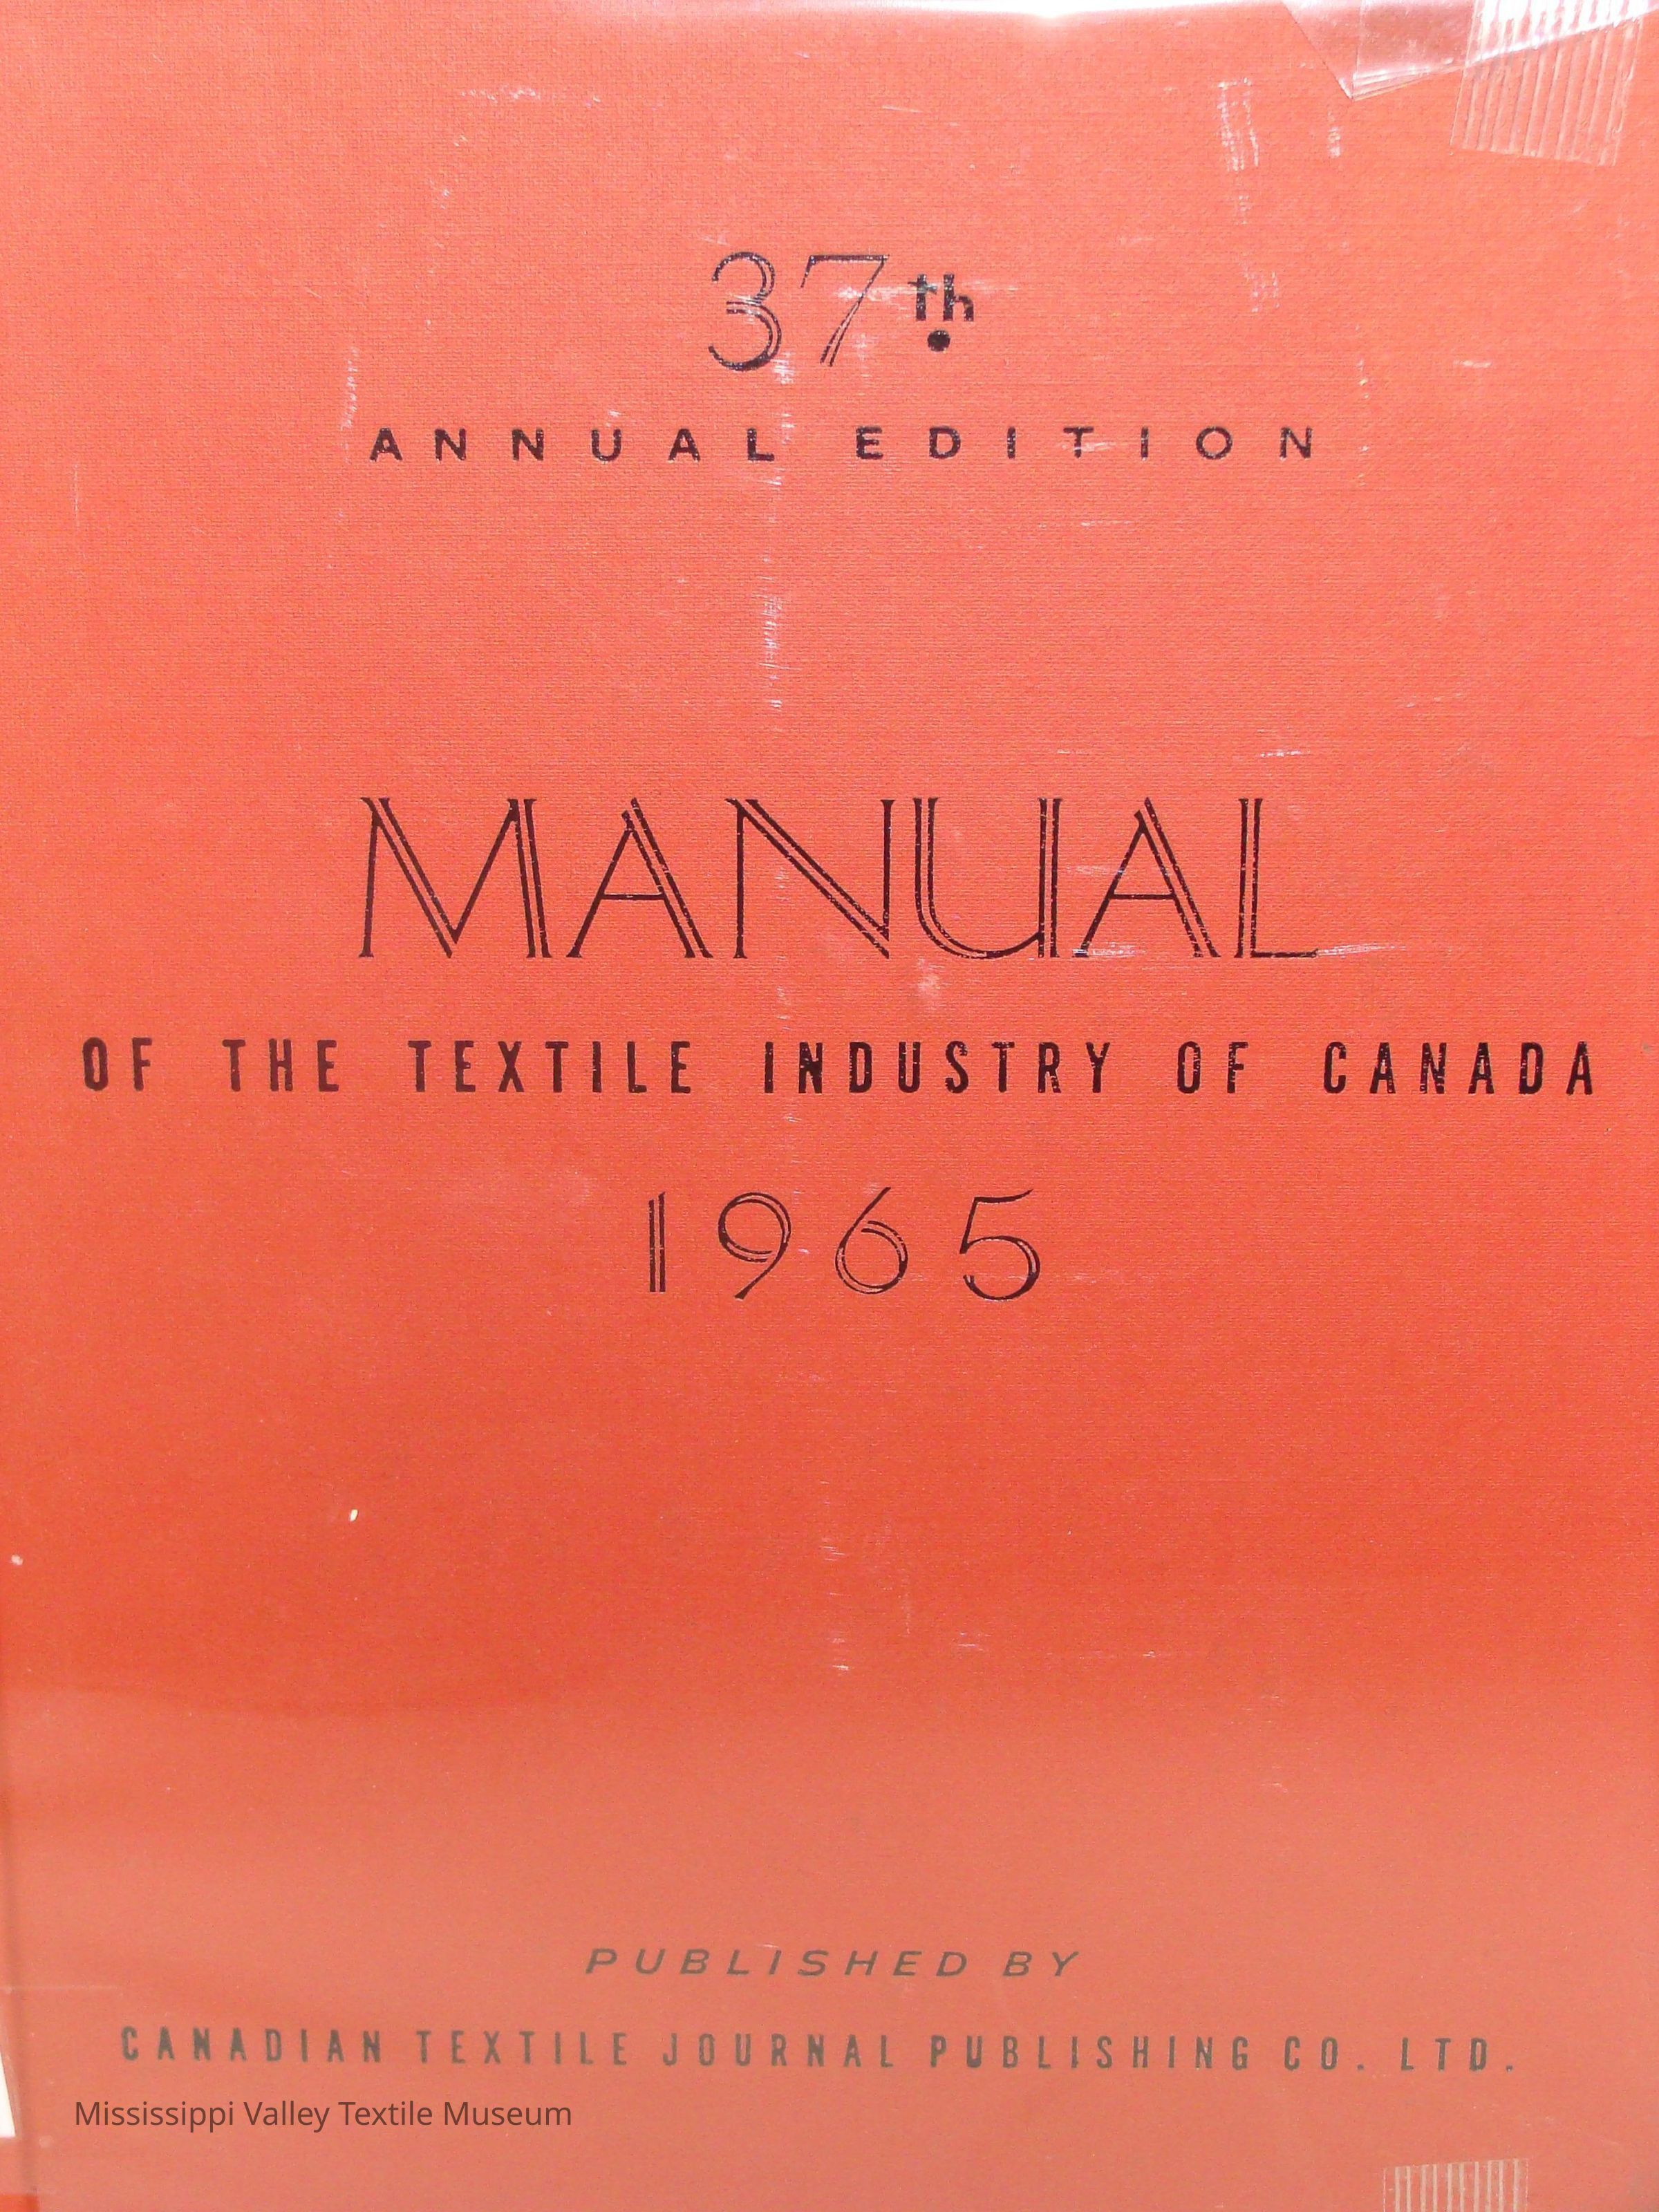 37th
ANNUAL EDITION
MANUAL
OF THE TEXTILE INDUSTRY OF CANADA
1965
PUBLISHED BY
CANADIAN TEXTILE JOURNAL PUBLISHING CO. LTD.
Mississippi Valley Textile Museum